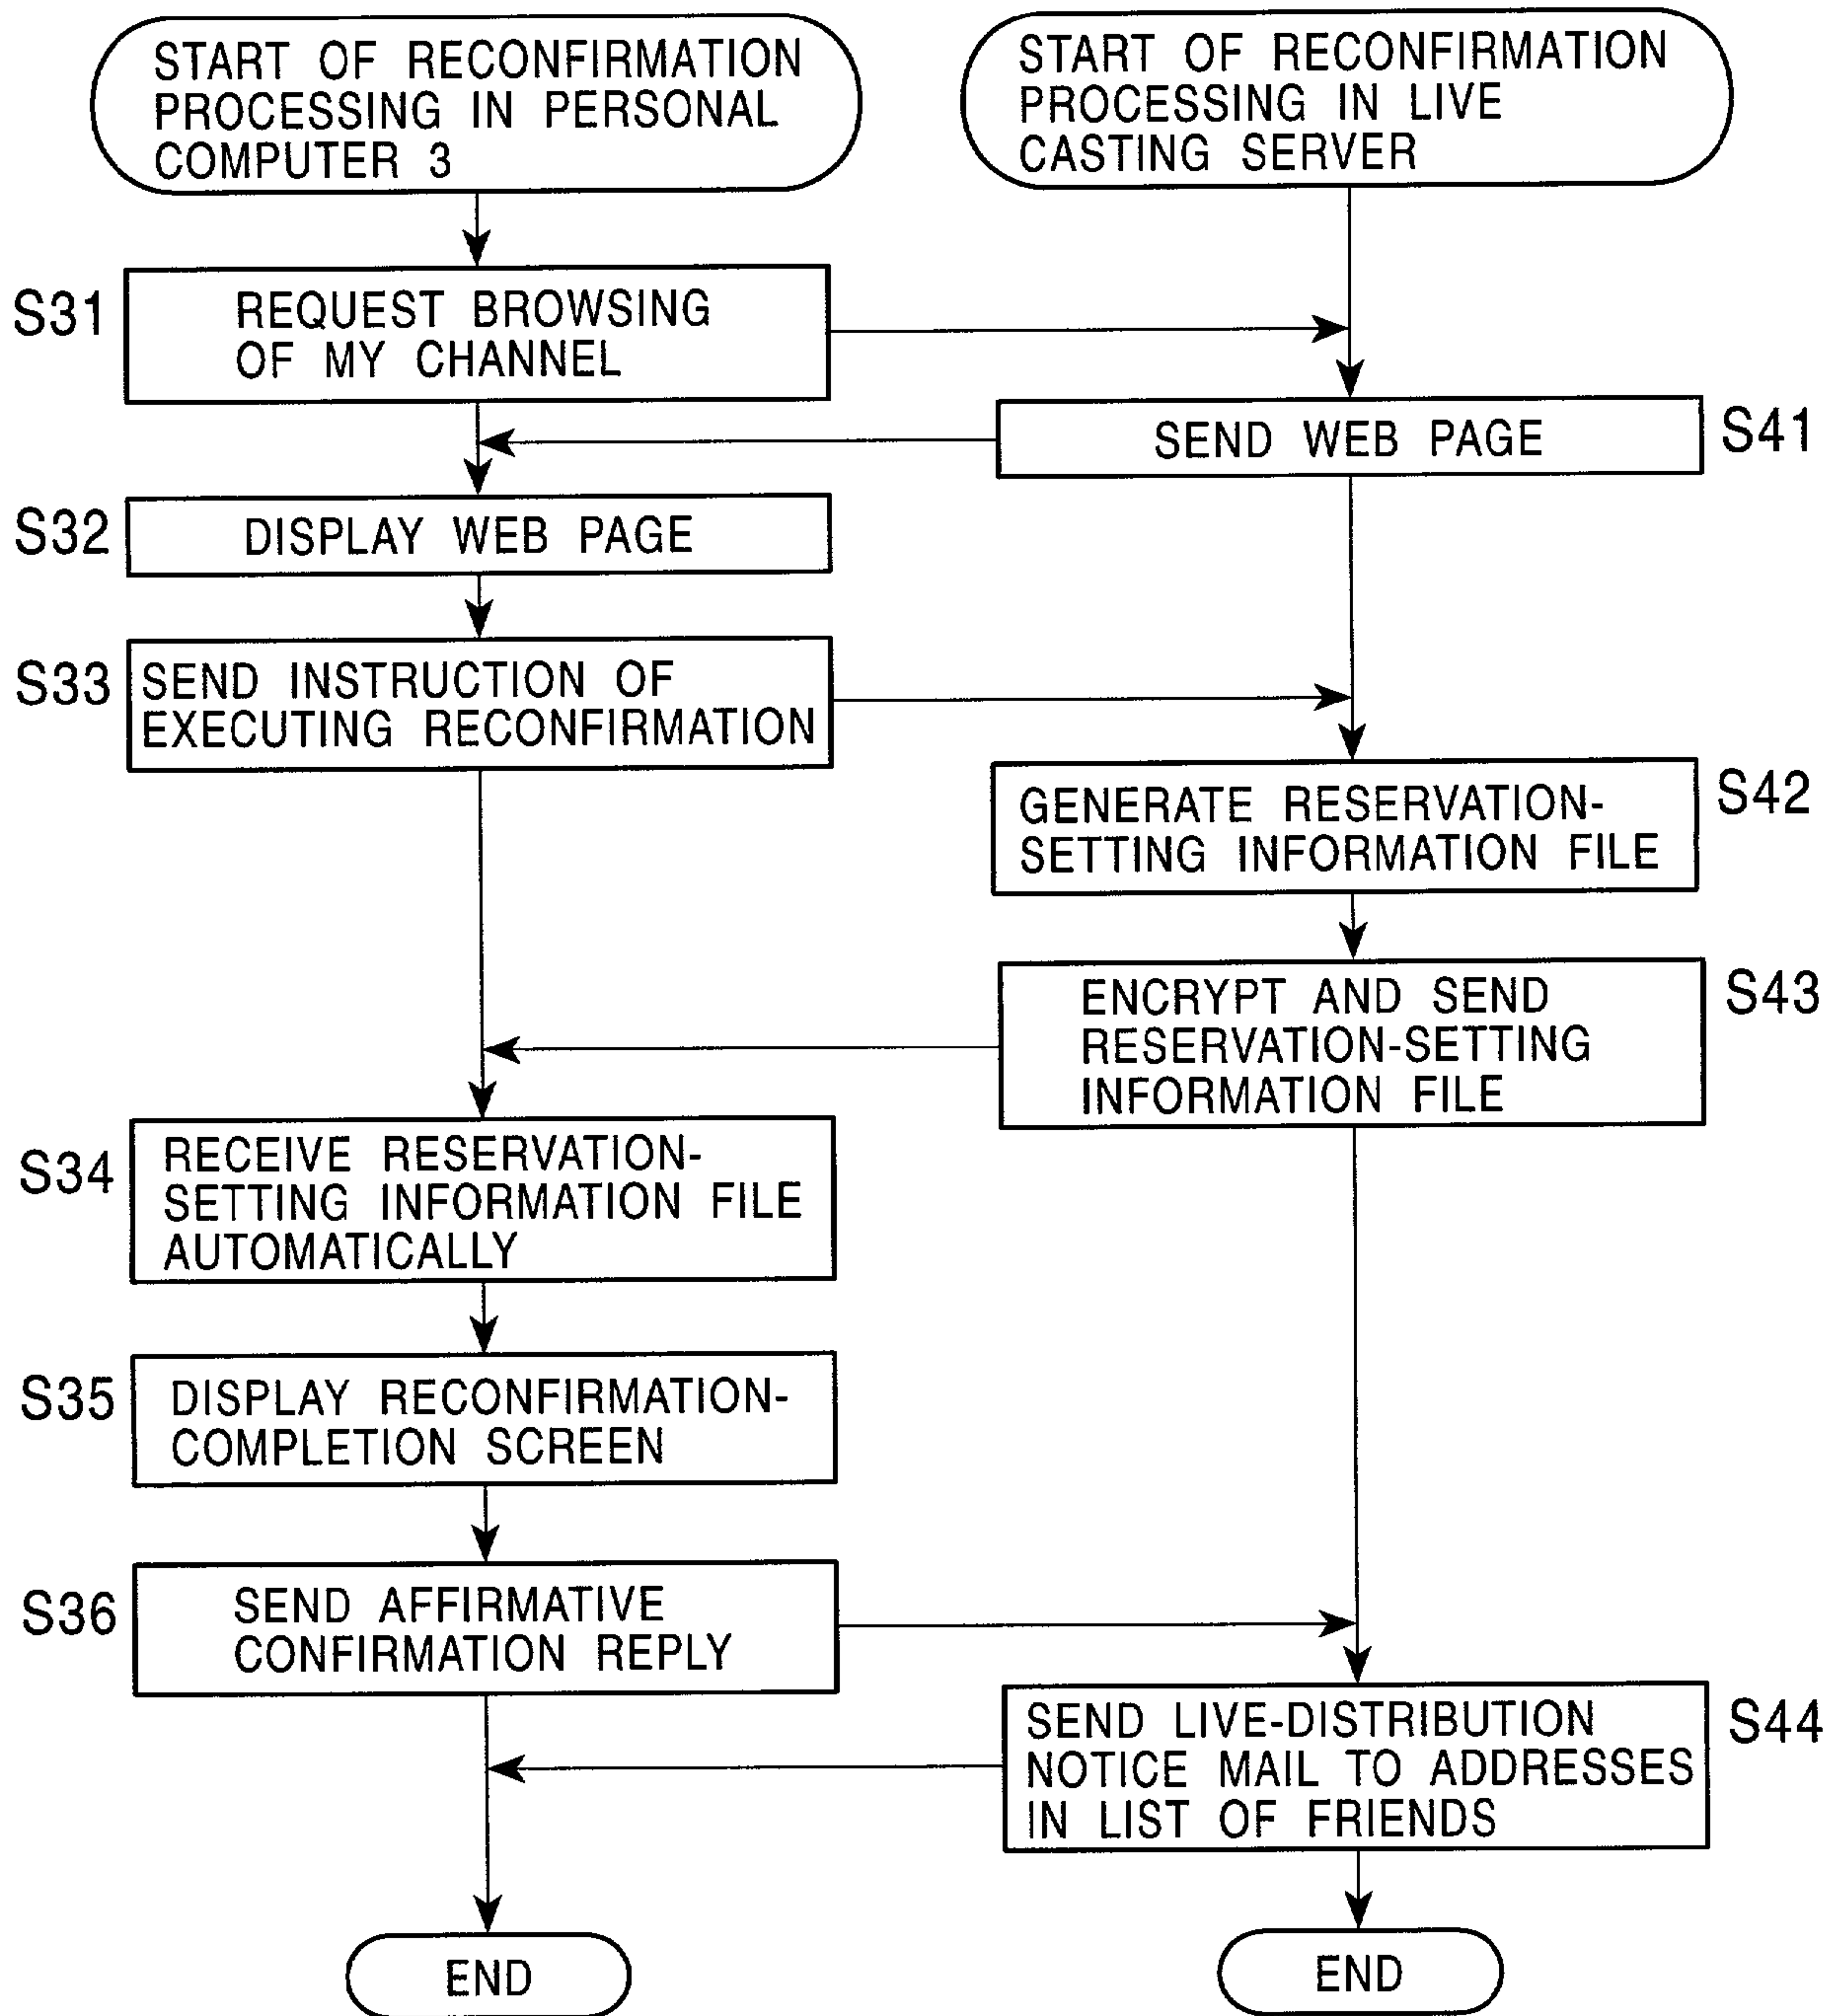 START OF RECONFIRMATION
PROCESSING IN PERSONAL
COMPUTER 3
START OF RECONFIRMATION
PROCESSING IN LIVE
CASTING SERVER
S31
REQUEST BROWSING
OF MY CHANNEL
SEND WEB PAGE
S41
S32
DISPLAY WEB PAGE
S33
SEND INSTRUCTION OF
EXECUTING RECONFIRMATION
GENERATE RESERVATION-
SETTING INFORMATION FILE
S42
ENCRYPT AND SEND
RESERVATION-SETTING
INFORMATION FILE
S43
S34
RECEIVE RESERVATION-
SETTING INFORMATION FILE
AUTOMATICALLY
S35
DISPLAY RECONFIRMATION-
COMPLETION SCREEN
S36
SEND AFFIRMATIVE
CONFIRMATION REPLY
SEND LIVE-DISTRIBUTION
NOTICE MAIL TO ADDRESSES
IN LIST OF FRIENDS
S44
END
END